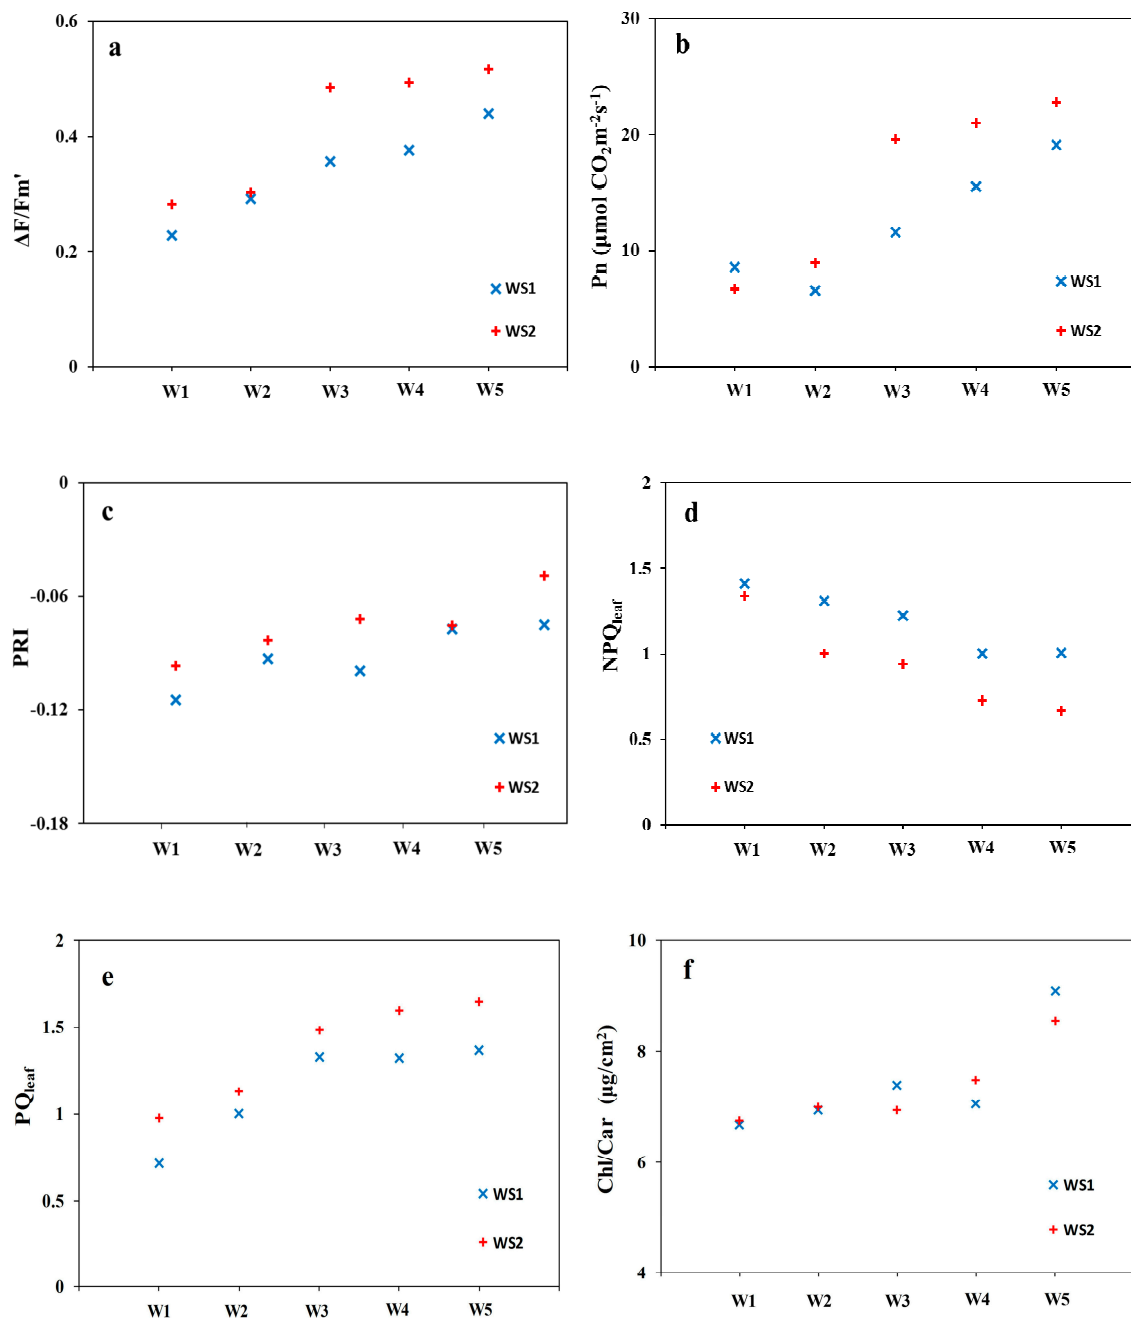 a
0.6
0.4
0.2
0
ΔF/Fm'
WS1
WS2
W1 W2 W3 W4 W5
b
30
20
10
0
Pn (μmol CO₂m⁻²s⁻¹)
WS1
WS2
W1 W2 W3 W4 W5
c
0
-0.06
-0.12
-0.18
PRI
WS1
WS2
W1 W2 W3 W4 W5
d
2
1.5
1
0.5
0
NPQleaf
WS1
WS2
W1 W2 W3 W4 W5
e
2
1.5
1
0.5
0
PQleaf
WS1
WS2
W1 W2 W3 W4 W5
f
10
8
6
4
Chl/Car (μg/cm²)
WS1
WS2
W1 W2 W3 W4 W5